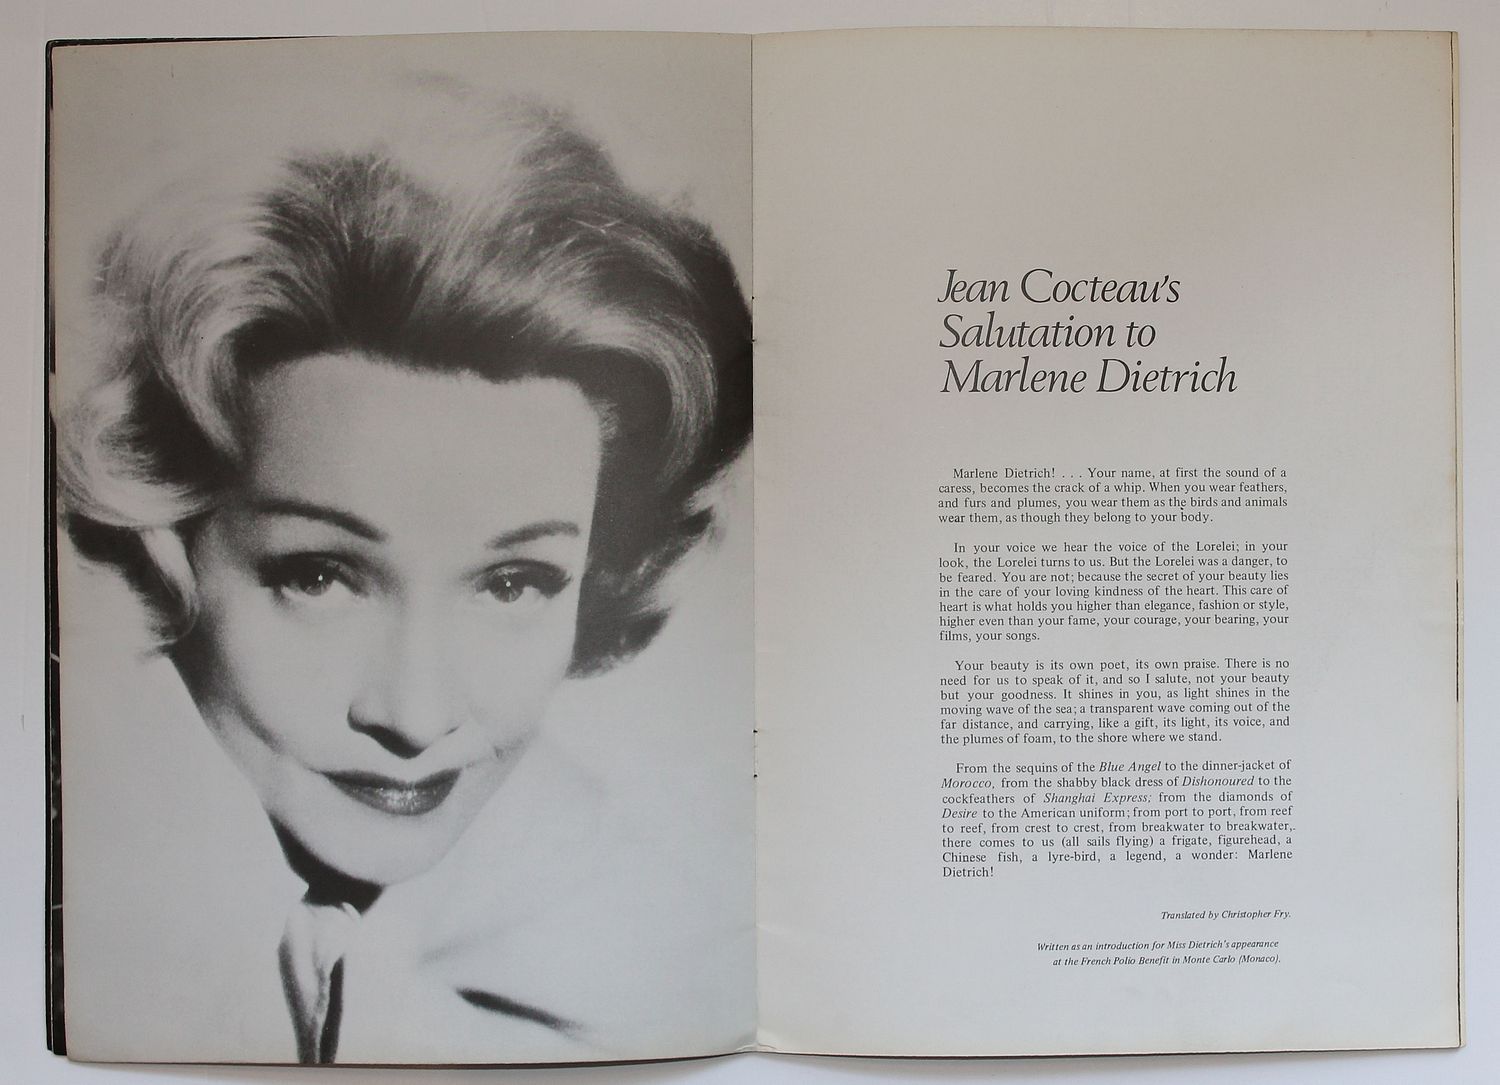 Jean Cocteau's
Salutation to
Marlene Dietrich
Marlene Dietrich! . . . Your name, at first the sound of a
caress, becomes the crack of a whip. When you wear feathers,
and furs and plumes, you wear them as the birds and animals
wear them, as though they belong to your body.
In your voice we hear the voice of the Lorelei; in your
look, the Lorelei turns to us. But the Lorelei was a danger, to
be feared. You are not; because the secret of your beauty lies
in the care of your loving kindness of the heart. This care of
heart is what holds you higher than elegance, fashion or style,
higher even than your fame, your courage, your bearing, your
films, your songs.
Your beauty is its own poet, its own praise. There is no
need for us to speak of it, and so I salute, not your beauty
but your goodness. It shines in you, as light shines in the
moving wave of the sea; a transparent wave coming out of the
far distance, and carrying, like a gift, its light, its voice, and
the plumes of foam, to the shore where we stand.
From the sequins of the Blue Angel to the dinner-jacket of
Morocco, from the shabby black dress of Dishonoured to the
cockfeathers of Shanghai Express; from the diamonds of
Desire to the American uniform; from port to port, from reef
to reef, from crest to crest, from breakwater to breakwater,.
there comes to us (all sails flying) a frigate, figurehead, a
Chinese fish, a lyre-bird, a legend, a wonder: Marlene
Dietrich!
Translated by Christopher Fry.
Written as an introduction for Miss Dietrich's appearance
at the French Polio Benefit in Monte Carlo (Monaco).